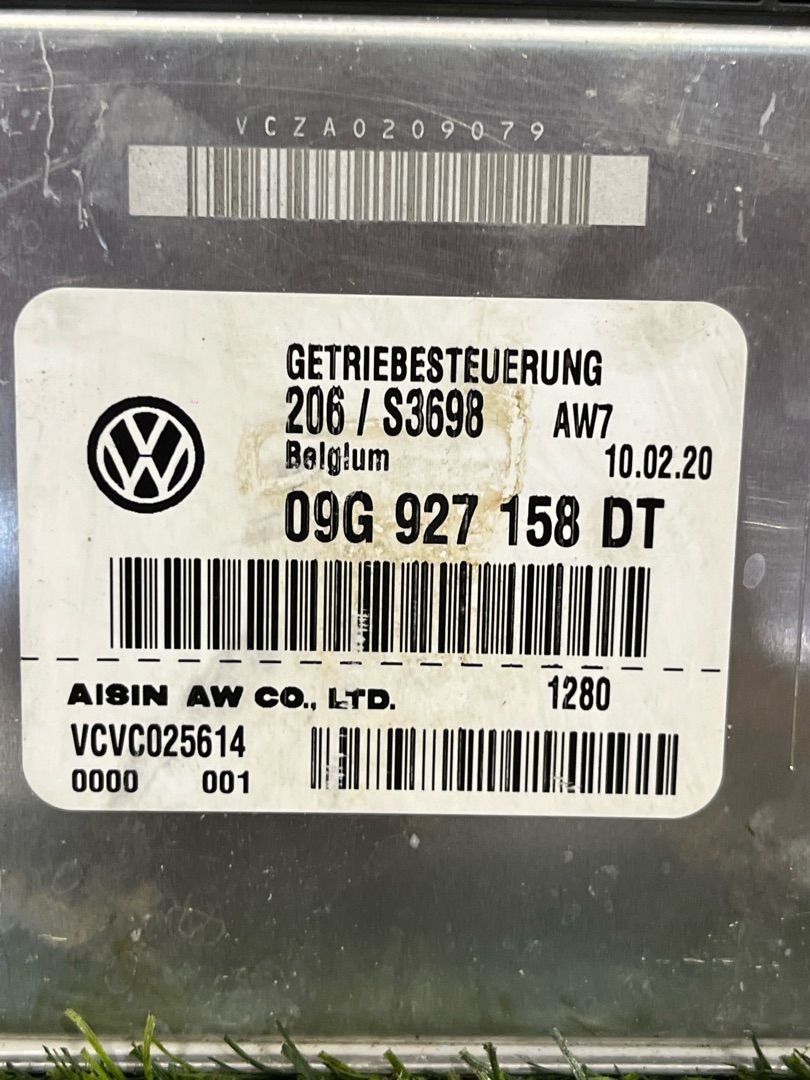 VCZA0209079
GETRIEBESTEUERUNG
206 / S3698 AW7
Belgium 10.02.20
09G 927 158 DT
AISIN AW CO., LTD. 1280
VCVC025614
0000 001